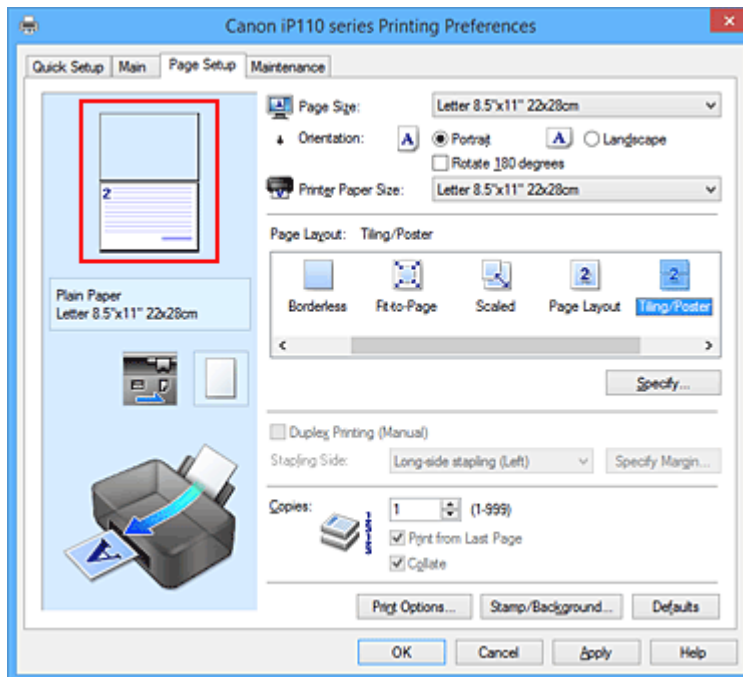 Canon iP110 series Printing Preferences
Quick Setup Main Page Setup Maintenance
2
Plain Paper
Letter 8.5"x11" 22x28cm
A
Page Size: Letter 8.5"x11" 22x28cm
Orientation: A Portrait A Landscape
Rotate 180 degrees
Printer Paper Size: Letter 8.5"x11" 22x28cm
Page Layout: Tiling/Poster
2 2
Borderless Fit-to-Page Scaled Page Layout Tiling/Poster
Specify...
Duplex Printing (Manual)
Stapling Side: Long-side stapling (Left) Specify Margin...
Copies: 1 (1-999)
Print from Last Page
Collate
Print Options... Stamp/Background... Defaults
OK Cancel Apply Help